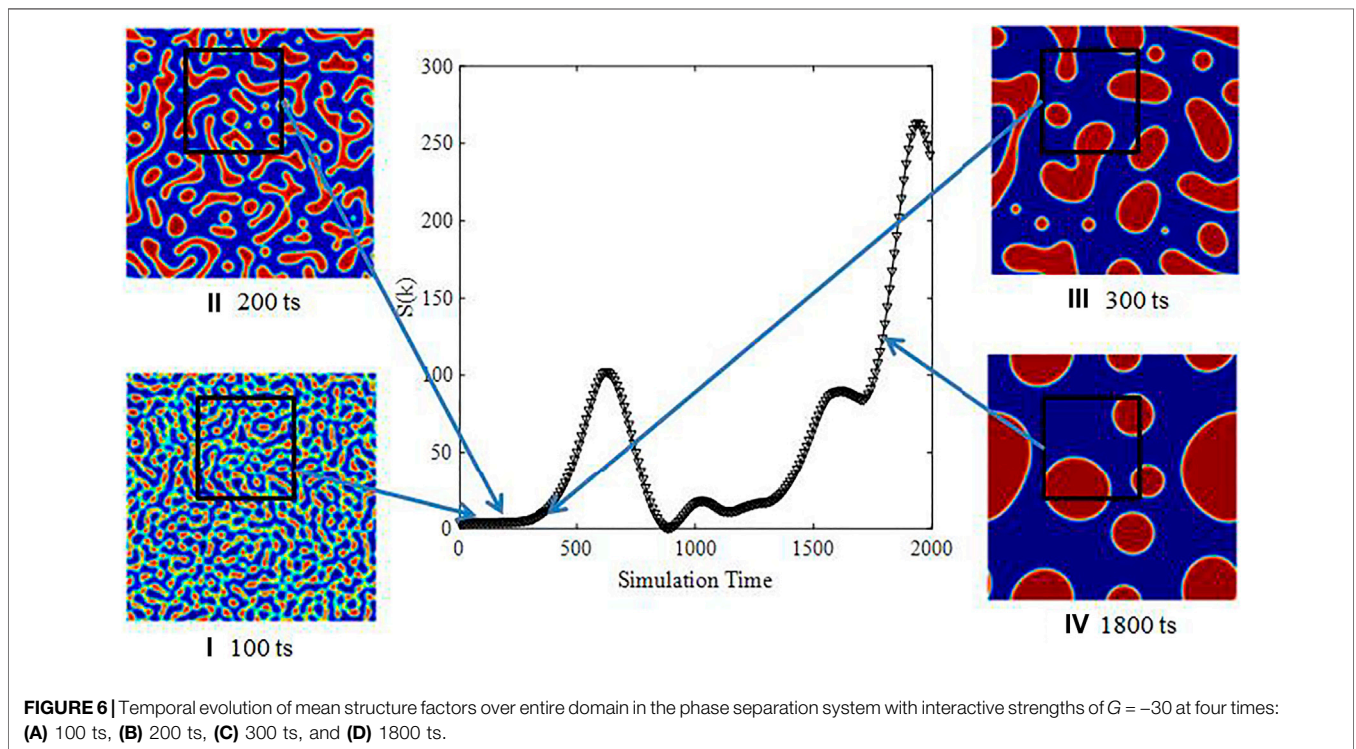 300
250
200
150
100
50
0
S(k)
0 500 1000 1500 2000
Simulation Time
II 200 ts
III 300 ts
I 100 ts
IV 1800 ts
FIGURE 6 | Temporal evolution of mean structure factors over entire domain in the phase separation system with interactive strengths of G = −30 at four times:
(A) 100 ts, (B) 200 ts, (C) 300 ts, and (D) 1800 ts.